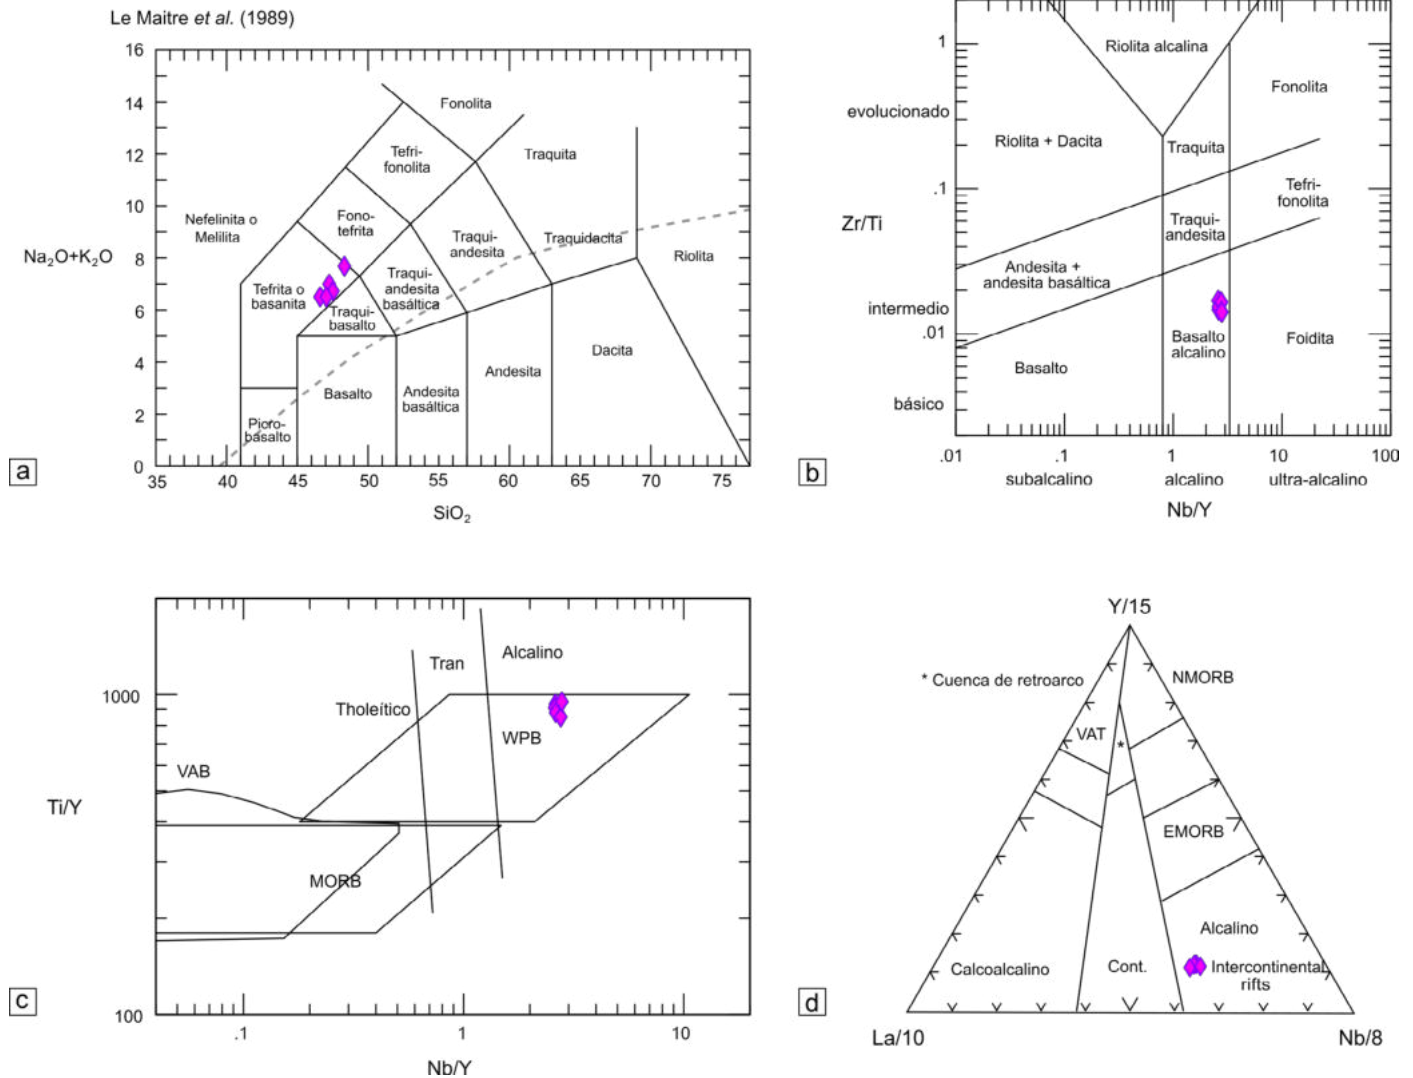 Le Maitre et al. (1989)
16
14
12
10
8
6
4
2
0
Na2O+K2O
35
40
45
50
55
60
65
70
75
SiO2
Fonolita
Tefri-
fonolita
Traquita
Nefelinita o
Melilita
Fono-
tefrita
Traqui-
andesita
Traquidacita
Riolita
Tefrita o
basanita
Traqui-
andesita
basáltica
Traqui-
basalto
Dacita
Andesita
Basalto
Andesita
basáltica
Picro-
basalto
a
1
evolucionado
.1
Zr/Ti
intermedio
.01
básico
Riolita alcalina
Fonolita
Riolita + Dacita
Traquita
Tefri-
fonolita
Traqui-
andesita
Andesita +
andesita basáltica
Basalto
alcalino
Foidita
Basalto
.01
.1
1
10
100
subalcalino
alcalino
ultra-alcalino
Nb/Y
b
1000
Ti/Y
100
Tran
Alcalino
Tholeítico
WPB
VAB
MORB
.1
1
10
Nb/Y
c
Y/15
* Cuenca de retroarco
NMORB
VAT
*
EMORB
Alcalino
Calcoalcalino
Cont.
Intercontinental
rifts
La/10
Nb/8
d